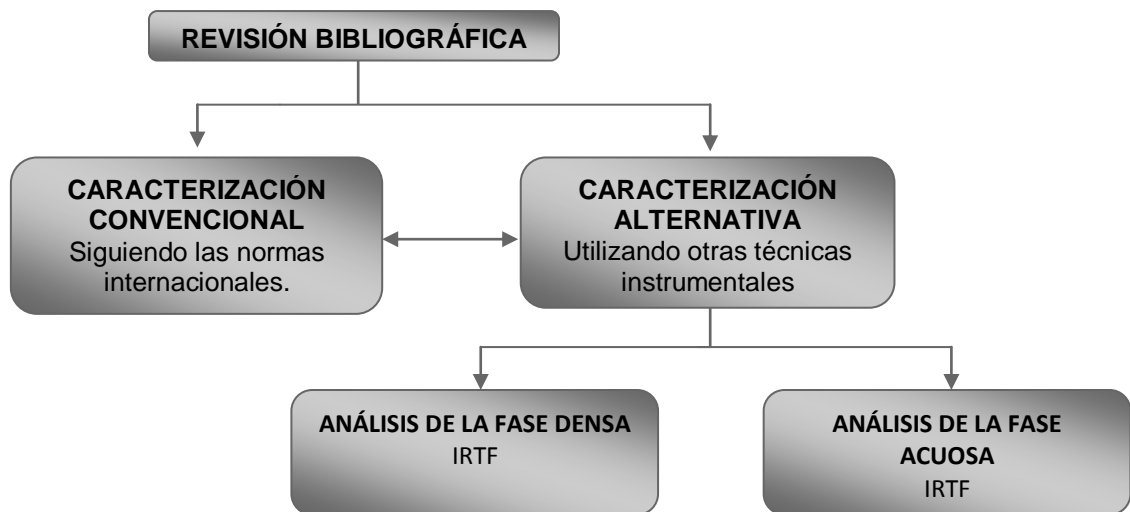 REVISIÓN BIBLIOGRÁFICA
CARACTERIZACIÓN
CONVENCIONAL
Siguiendo las normas
internacionales.
CARACTERIZACIÓN
ALTERNATIVA
Utilizando otras técnicas
instrumentales
ANÁLISIS DE LA FASE DENSA
IRTF
ANÁLISIS DE LA FASE
ACUOSA
IRTF